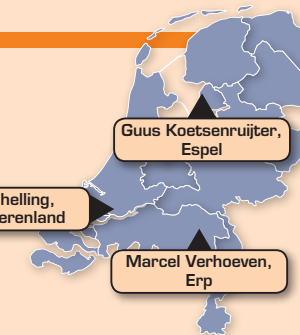 Guus Koetsenruijter,
Espel
helling,
erenland
Marcel Verhoeven,
Erp